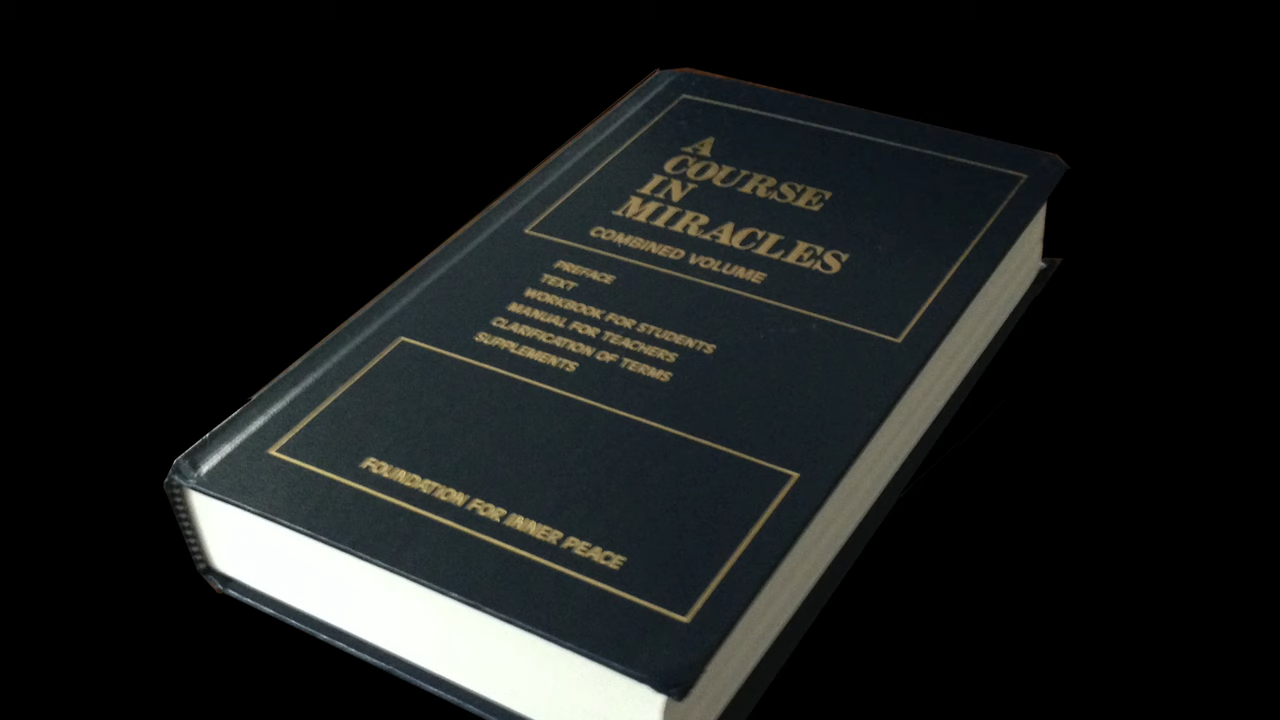 A
COURSE
IN
MIRACLES
COMBINED VOLUME
PREFACE
TEXT
WORKBOOK FOR STUDENTS
MANUAL FOR TEACHERS
CLARIFICATION OF TERMS
SUPPLEMENTS
FOUNDATION FOR INNER PEACE